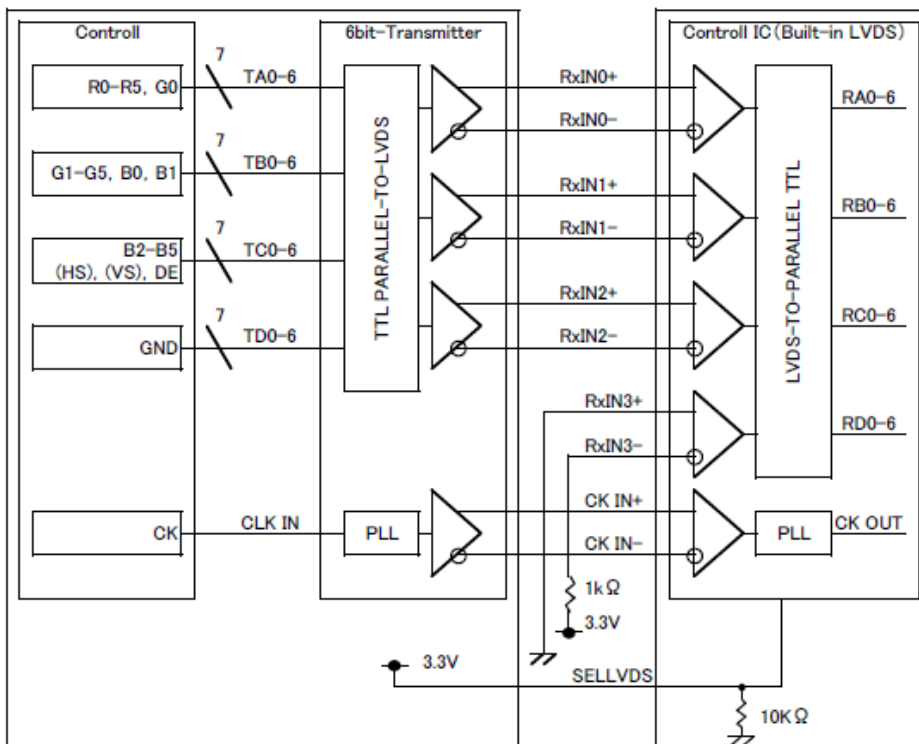 Controll
6bit-Transmitter
Controll IC(Built-in LVDS)
R0-R5, G0
7
TA0-6
G1-G5, B0, B1
7
TB0-6
B2-B5
(HS), (VS), DE
7
TC0-6
GND
7
TD0-6
CK
CLK IN
TTL PARALLEL-TO-LVDS
PLL
RxIN0+
RxIN0-
RxIN1+
RxIN1-
RxIN2+
RxIN2-
RxIN3+
RxIN3-
CK IN+
CK IN-
1kΩ
3.3V
3.3V
SELLVDS
10KΩ
LVDS-TO-PARALLEL TTL
PLL
RA0-6
RB0-6
RC0-6
RD0-6
CK OUT